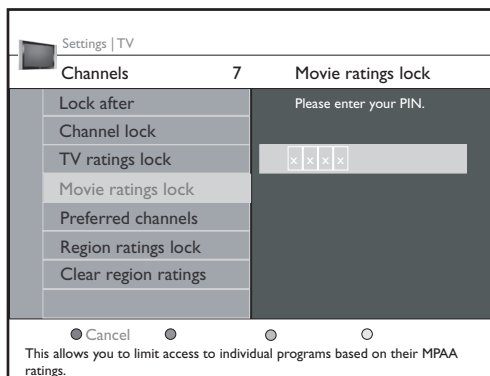 Settings | TV
Channels 7 Movie ratings lock
Lock after
Channel lock
TV ratings lock
Movie ratings lock
Preferred channels
Region ratings lock
Clear region ratings
Please enter your PIN.
x x x x
Cancel
This allows you to limit access to individual programs based on their MPAA
ratings.